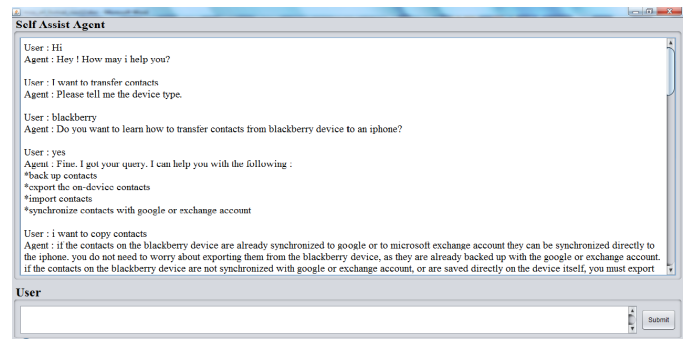 Self Assist Agent
User : Hi
Agent : Hey ! How may i help you?
User : I want to transfer contacts
Agent : Please tell me the device type.
User : blackberry
Agent : Do you want to learn how to transfer contacts from blackberry device to an iphone?
User : yes
Agent : Fine. I got your query. I can help you with the following :
*back up contacts
*export the on-device contacts
*import contacts
*synchronize contacts with google or exchange account
User : i want to copy contacts
Agent : if the contacts on the blackberry device are already synchronized to google or to microsoft exchange account they can be synchronized directly to
the iphone. you do not need to worry about exporting them from the blackberry device, as they are already backed up with the google or exchange account.
if the contacts on the blackberry device are not synchronized with google or exchange account, or are saved directly on the device itself, you must export
User
Submit